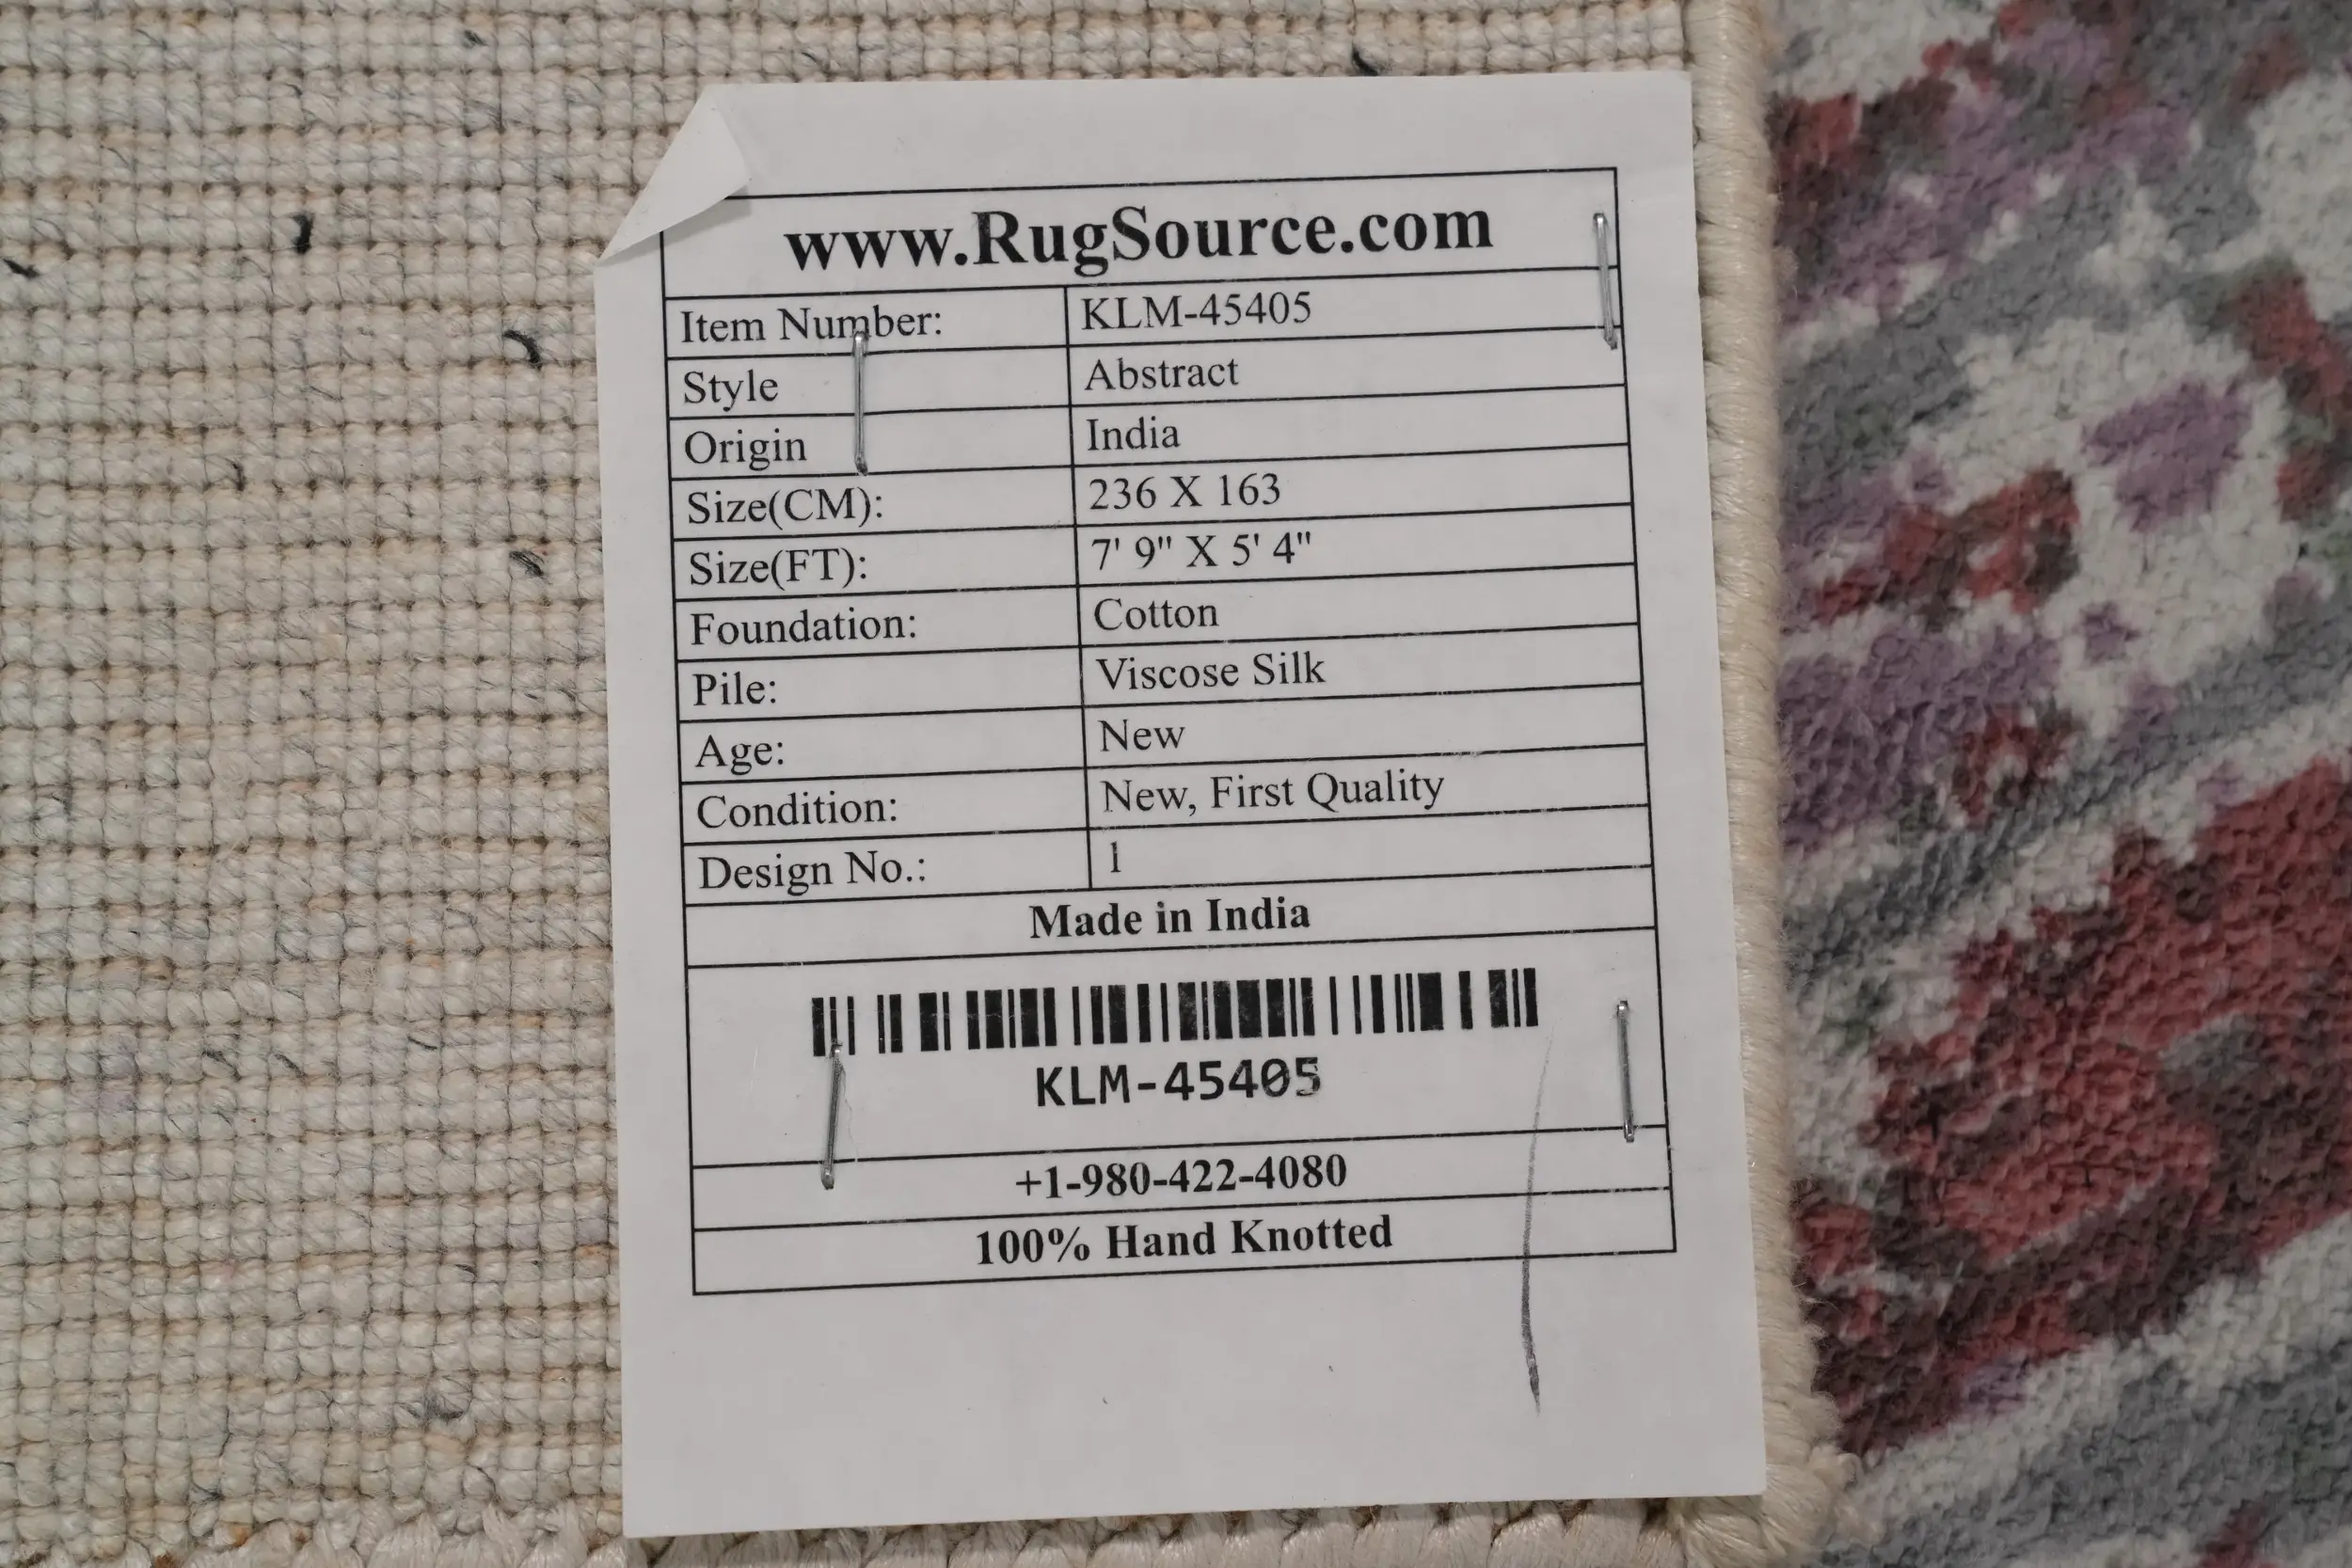 www.RugSource.com
Item Number: KLM-45405
Style Abstract
Origin India
Size(CM): 236 X 163
Size(FT): 7' 9" X 5' 4"
Foundation: Cotton
Pile: Viscose Silk
Age: New
Condition: New, First Quality
Design No.: 1
Made in India
KLM-45405
+1-980-422-4080
100% Hand Knotted